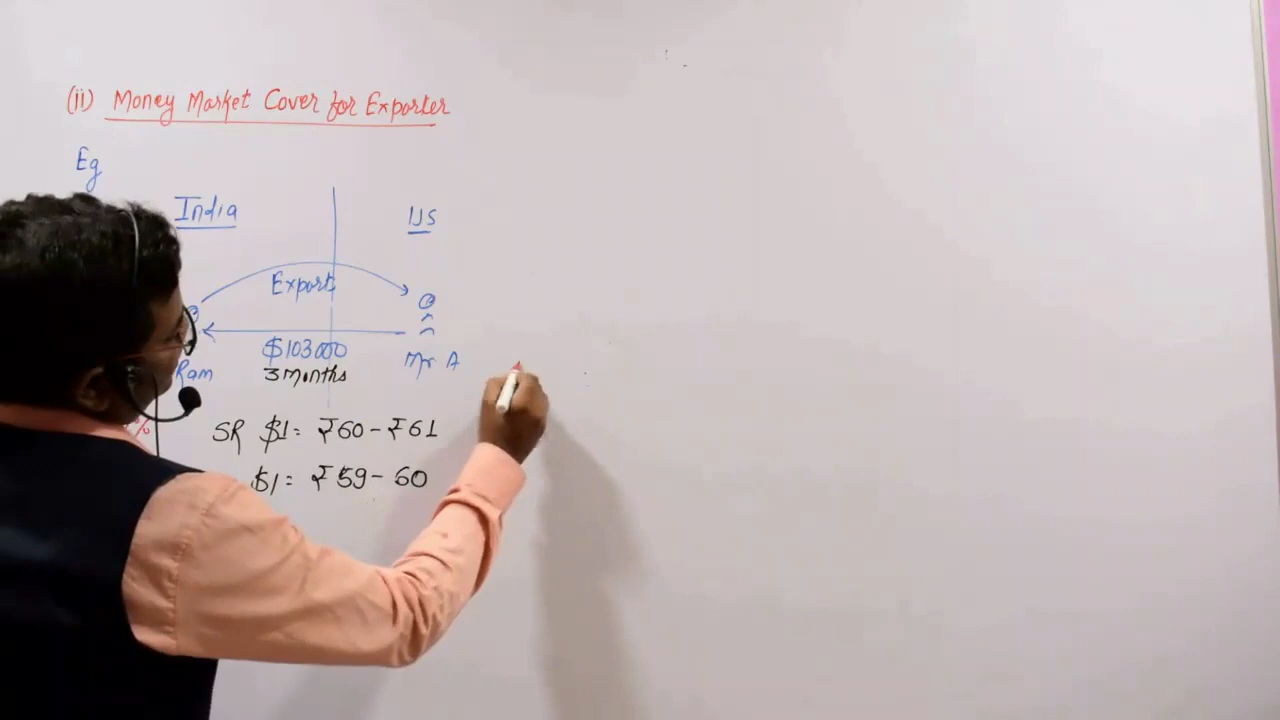 (ii) Money Market Cover for Exporter
Eg
India US
Export
$103000
Ram 3 Months Mr A
%
SR $1 = ₹60 - ₹61
$1 = ₹59 - 60